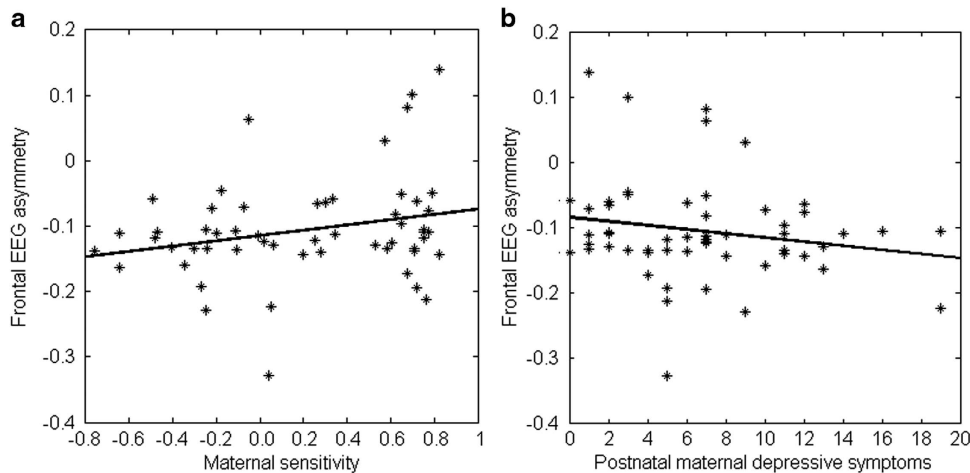 a
Frontal EEG asymmetry
0.2
0.1
0
-0.1
-0.2
-0.3
-0.4
-0.8 -0.6 -0.4 -0.2 0.0 0.2 0.4 0.6 0.8 1
Maternal sensitivity
b
Frontal EEG asymmetry
0.2
0.1
0
-0.1
-0.2
-0.3
-0.4
0 2 4 6 8 10 12 14 16 18 20
Postnatal maternal depressive symptoms